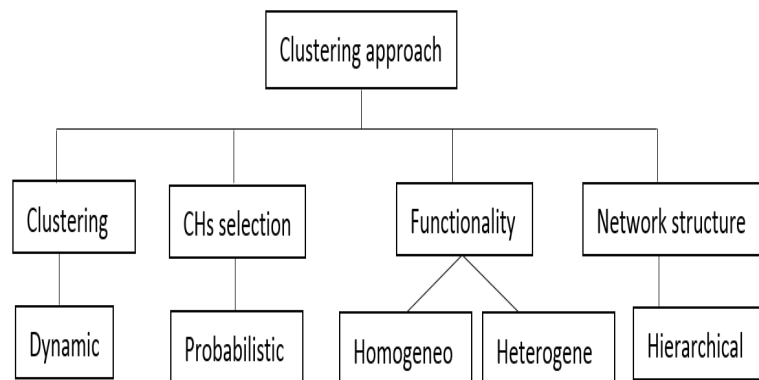 Clustering approach
Clustering
CHs selection
Functionality
Network structure
Dynamic
Probabilistic
Homogeneo
Heterogene
Hierarchical